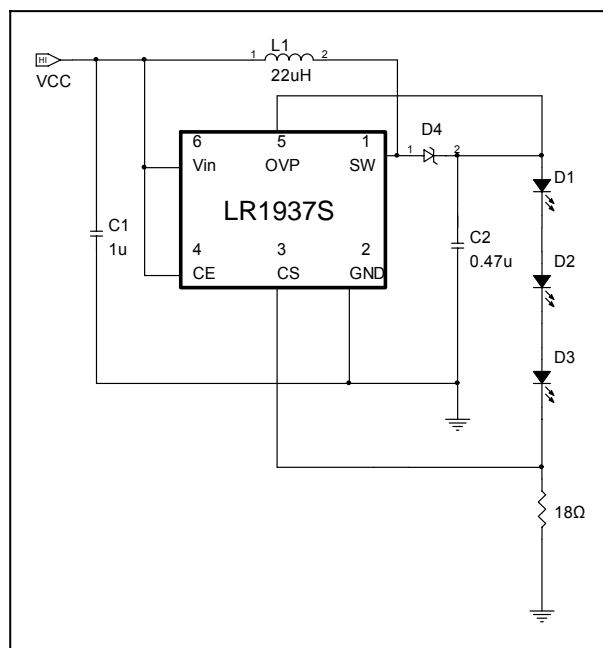 L1
HI
1
2
VCC
22uH
D4
6
5
1
1
2
Vin
OVP
SW
D1
LR1937S
C1
1u
C2
0.47u
4
3
2
D2
CE
CS
GND
D3
18Ω